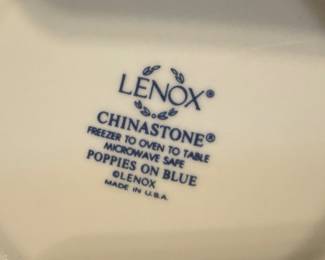 LENOX®
CHINASTONE®
FREEZER TO OVEN TO TABLE
MICROWAVE SAFE
POPPIES ON BLUE
©LENOX
MADE IN U.S.A.